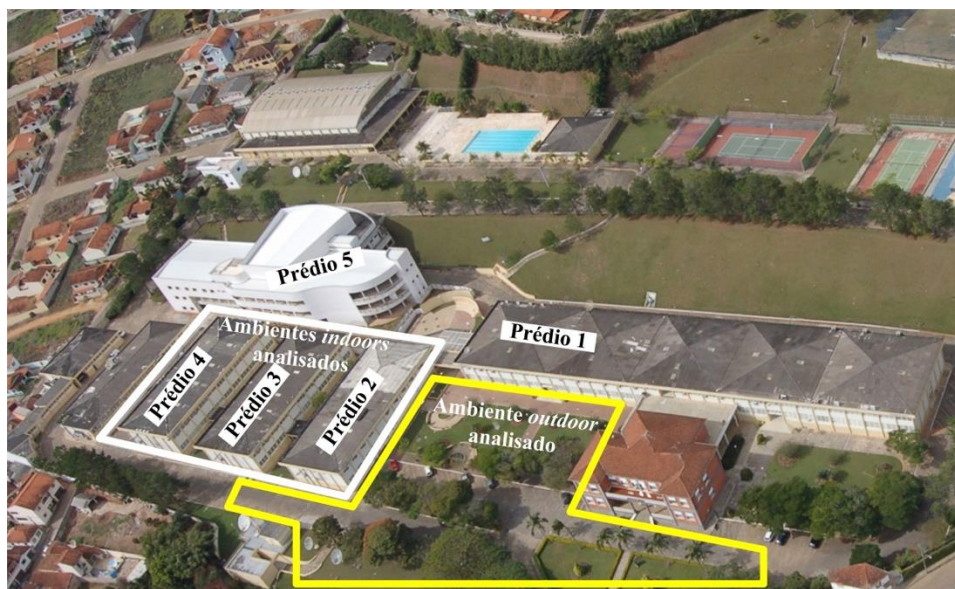 Prédio 5
Ambientes indoors
analisados
Prédio 1
Prédio 4
Prédio 3
Prédio 2
Ambiente outdoor
analisado